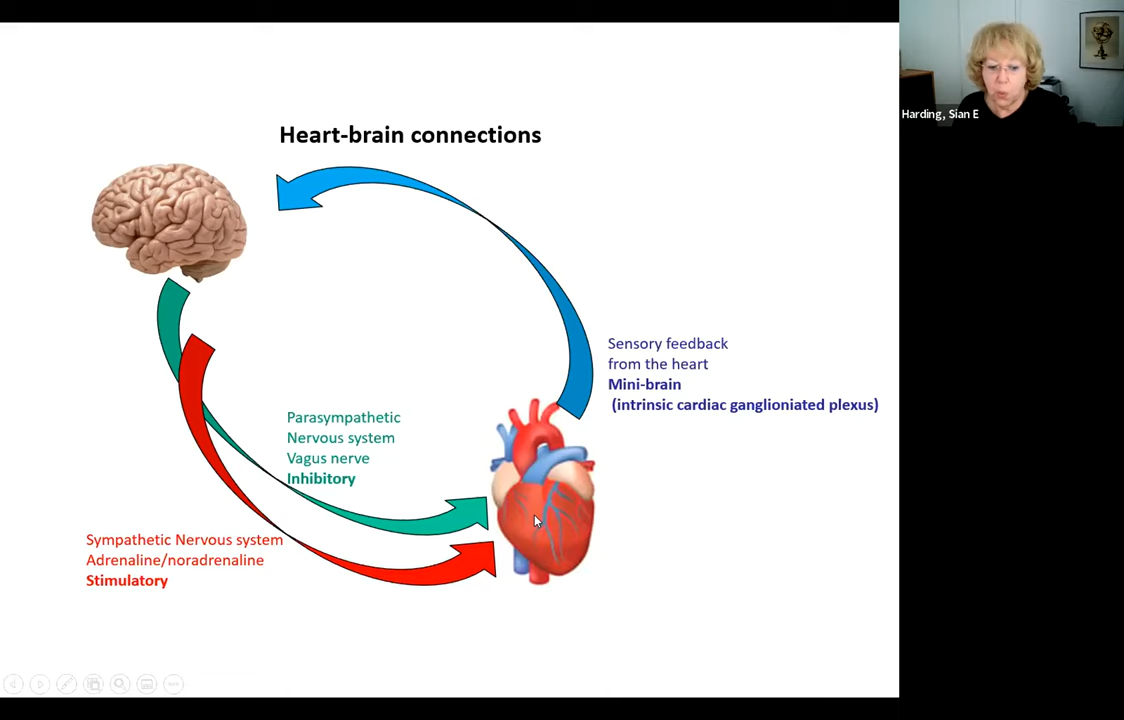 Heart-brain connections
Sensory feedback
from the heart
Mini-brain
(intrinsic cardiac ganglioniated plexus)
Parasympathetic
Nervous system
Vagus nerve
Inhibitory
Sympathetic Nervous system
Adrenaline/noradrenaline
Stimulatory
Harding, Sian E